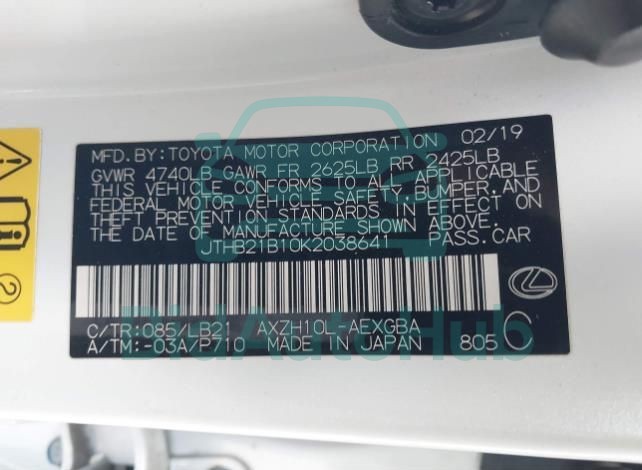 MFD.BY:TOYOTA MOTOR CORPORATION 02/19
GVWR 4740LB GAWR FR 2625LB RR 2425LB
THIS VEHICLE CONFORMS TO ALL APPLICABLE
FEDERAL MOTOR VEHICLE SAFETY, BUMPER, AND
THEFT PREVENTION STANDARDS IN EFFECT ON
THE DATE OF MANUFACTURE SHOWN ABOVE.
JTHB21B10K2038641 PASS.CAR
C/TR:085/LB21 AXZH10L-AEXGBA
A/TM:-03A/P710 MADE IN JAPAN 805 C
2
BidAutoHub